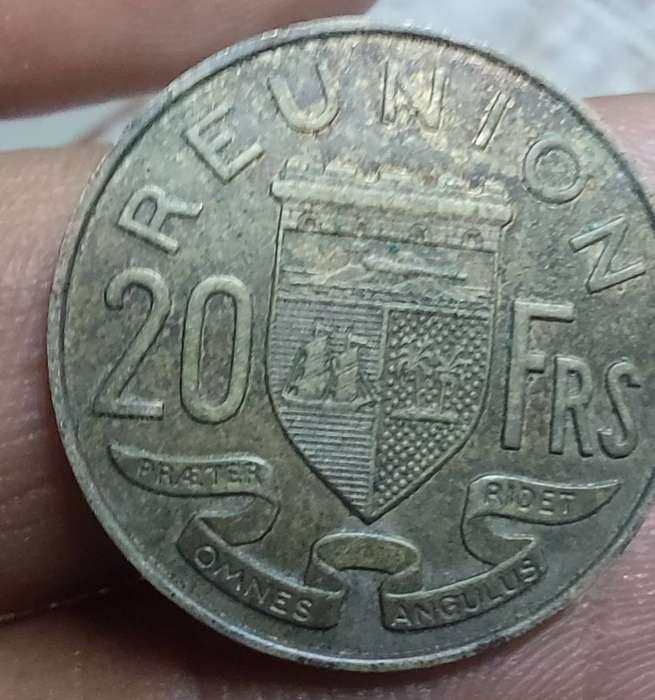 REUNION
20 FRS
PRÆTER
OMNES
ANGULUS
RIDET